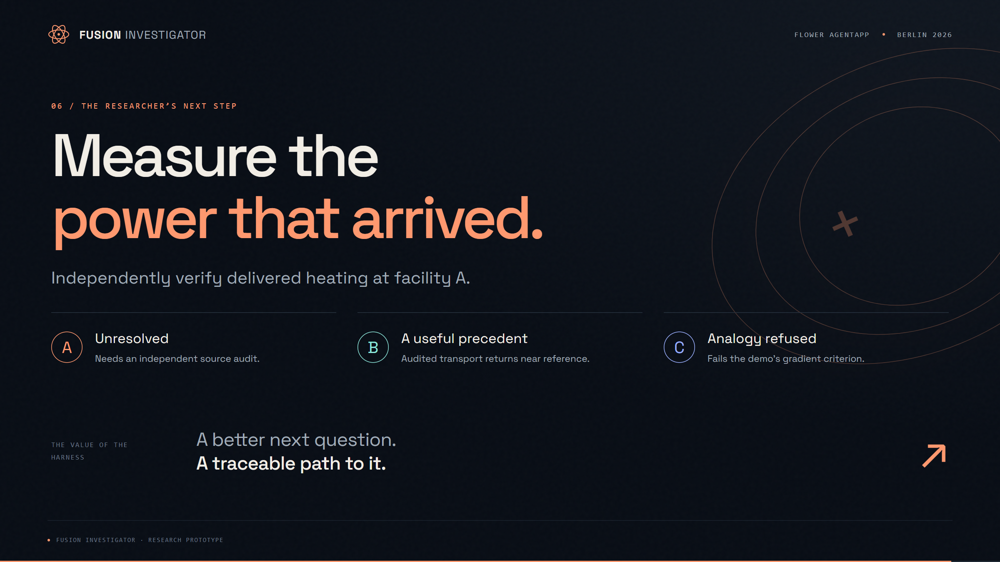 FUSION INVESTIGATOR
FLOWER AGENTAPP • BERLIN 2026
06 / THE RESEARCHER’S NEXT STEP
Measure the
power that arrived.
Independently verify delivered heating at facility A.
A
Unresolved
Needs an independent source audit.
B
A useful precedent
Audited transport returns near reference.
C
Analogy refused
Fails the demo’s gradient criterion.
THE VALUE OF THE
HARNESS
A better next question.
A traceable path to it.
FUSION INVESTIGATOR · RESEARCH PROTOTYPE